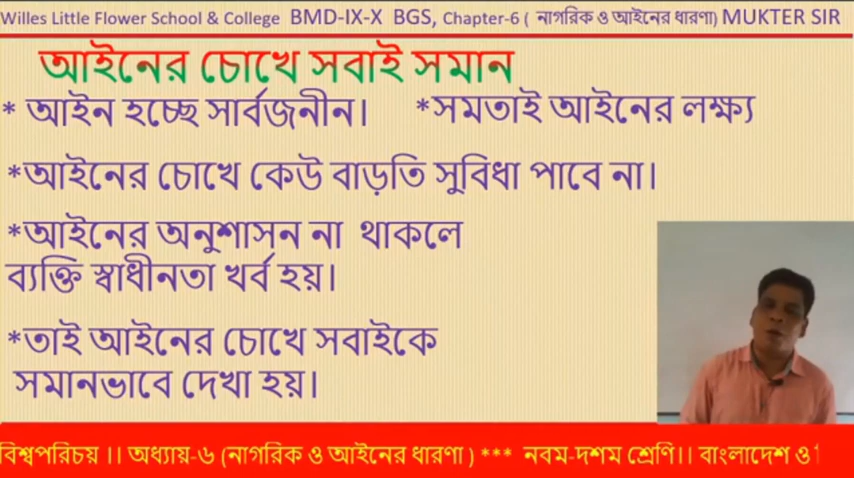 Willes Little Flower School & College BMD-IX-X BGS, Chapter-6 ( নাগরিক ও আইনের ধারণা) MUKTER SIR
আইনের চোখে সবাই সমান
* আইন হচ্ছে সার্বজনীন। *সমতাই আইনের লক্ষ্য
*আইনের চোখে কেউ বাড়তি সুবিধা পাবে না।
*আইনের অনুশাসন না থাকলে
ব্যক্তি স্বাধীনতা খর্ব হয়।
*তাই আইনের চোখে সবাইকে
সমানভাবে দেখা হয়।
বিশ্বপরিচয় ।। অধ্যায়-৬ (নাগরিক ও আইনের ধারণা ) *** নবম-দশম শ্রেণি।। বাংলাদেশ ও